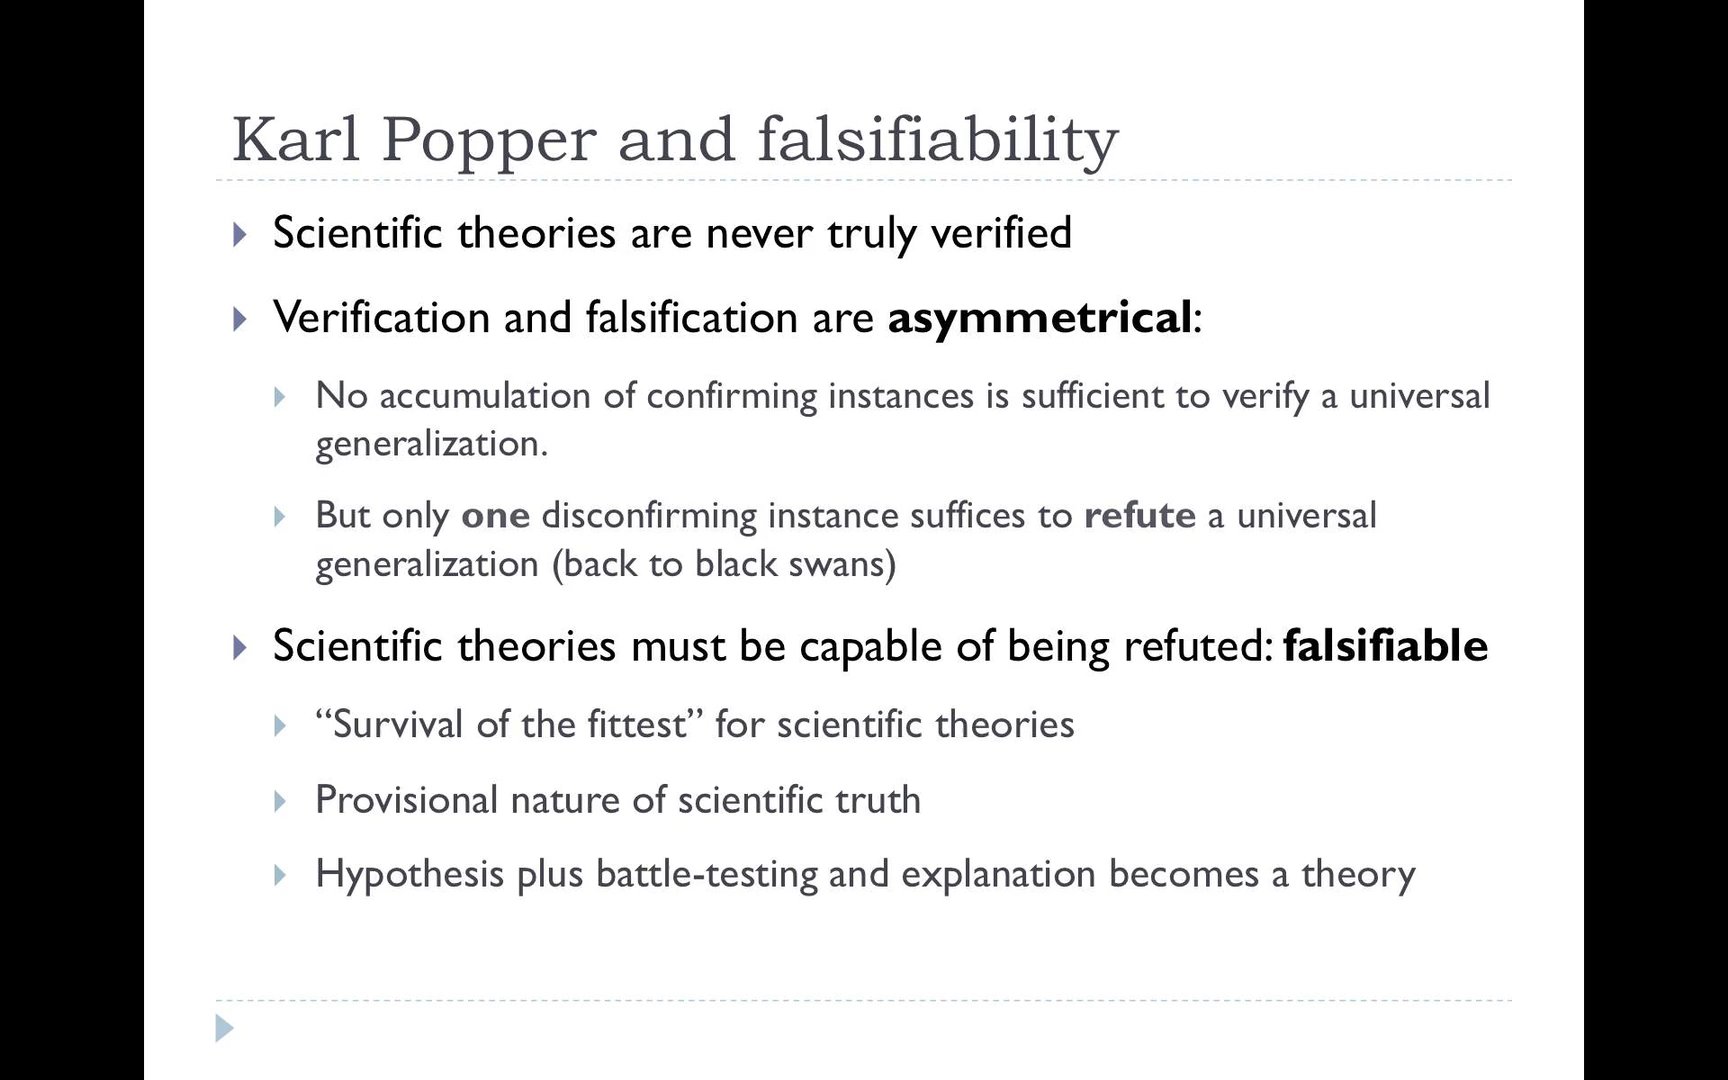 Karl Popper and falsifiability
Scientific theories are never truly verified
Verification and falsification are asymmetrical:
No accumulation of confirming instances is sufficient to verify a universal
generalization.
But only one disconfirming instance suffices to refute a universal
generalization (back to black swans)
Scientific theories must be capable of being refuted: falsifiable
“Survival of the fittest” for scientific theories
Provisional nature of scientific truth
Hypothesis plus battle-testing and explanation becomes a theory